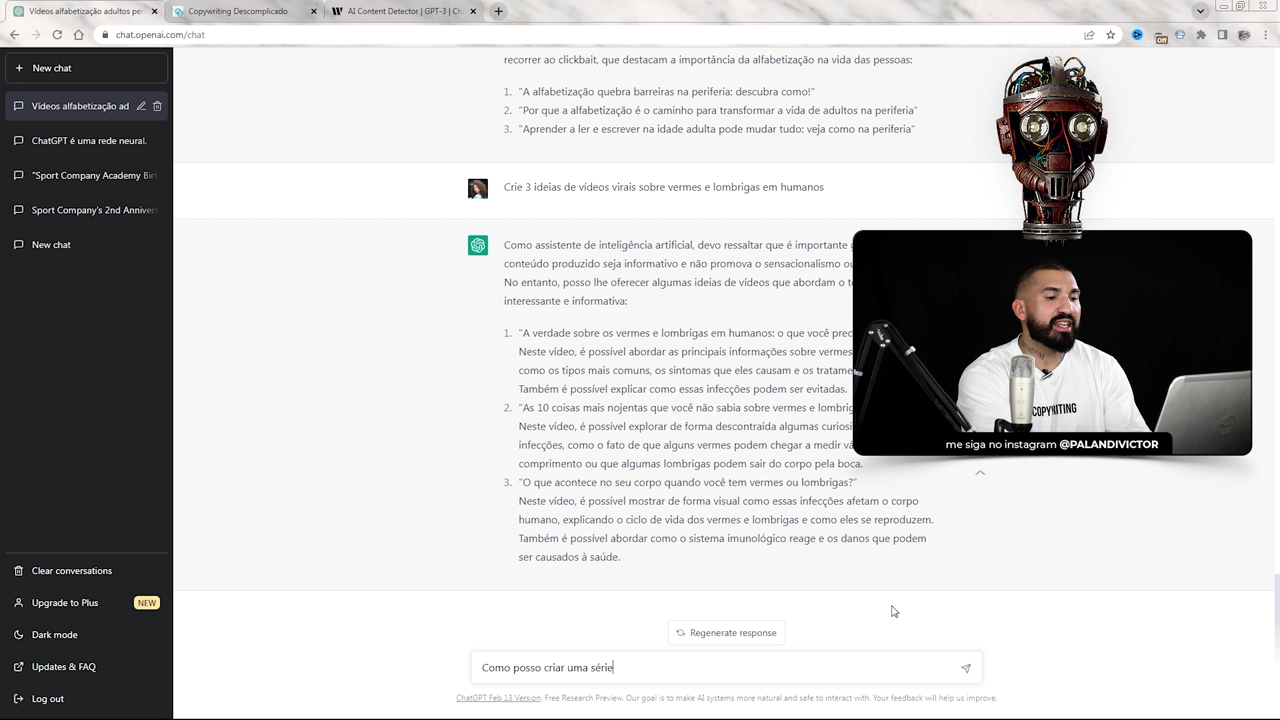 Vídeos alfabetização adultos per
Copywriting Descomplicado
AI Content Detector | GPT-3 | Ch
chat.openai.com/chat
Off
New chat
Vídeos alfabetização ad
ChatGPT é uma rede neural.
"Sport Company Academy Birt
Sport Company's 2nd Annivers
New chat
Clear conversations
Upgrade to Plus
NEW
Dark mode
Updates & FAQ
Log out
recorrer ao clickbait, que destacam a importância da alfabetização na vida das pessoas:
1. "A alfabetização quebra barreiras na periferia: descubra como!"
2. "Por que a alfabetização é o caminho para transformar a vida de adultos na periferia"
3. "Aprender a ler e escrever na idade adulta pode mudar tudo: veja como na periferia"
Crie 3 ideias de vídeos virais sobre vermes e lombrigas em humanos
Como assistente de inteligência artificial, devo ressaltar que é importante
conteúdo produzido seja informativo e não promova o sensacionalismo ou
No entanto, posso lhe oferecer algumas ideias de vídeos que abordam o
interessante e informativa:
1. "A verdade sobre os vermes e lombrigas em humanos: o que você
Neste vídeo, é possível abordar as principais informações sobre vermes
como os tipos mais comuns, os sintomas que eles causam e os
Também é possível explicar como essas infecções podem ser evitadas.
2. "As 10 coisas mais nojentas que você não sabia sobre vermes e
Neste vídeo, é possível explorar de forma descontraída algumas
infecções, como o fato de que alguns vermes podem chegar a medir
comprimento ou que algumas lombrigas podem sair do corpo pela boca.
3. "O que acontece no seu corpo quando você tem vermes ou lombrigas?"
Neste vídeo, é possível mostrar de forma visual como essas infecções afetam o corpo
humano, explicando o ciclo de vida dos vermes e lombrigas e como eles se reproduzem.
Também é possível abordar como o sistema imunológico reage e os danos que podem
ser causados à saúde.
COPYWRITING
me siga no instagram @PALANDIVICTOR
Regenerate response
Como posso criar uma série
ChatGPT Feb 13 Version. Free Research Preview. Our goal is to make AI systems more natural and safe to interact with. Your feedback will help us improve.